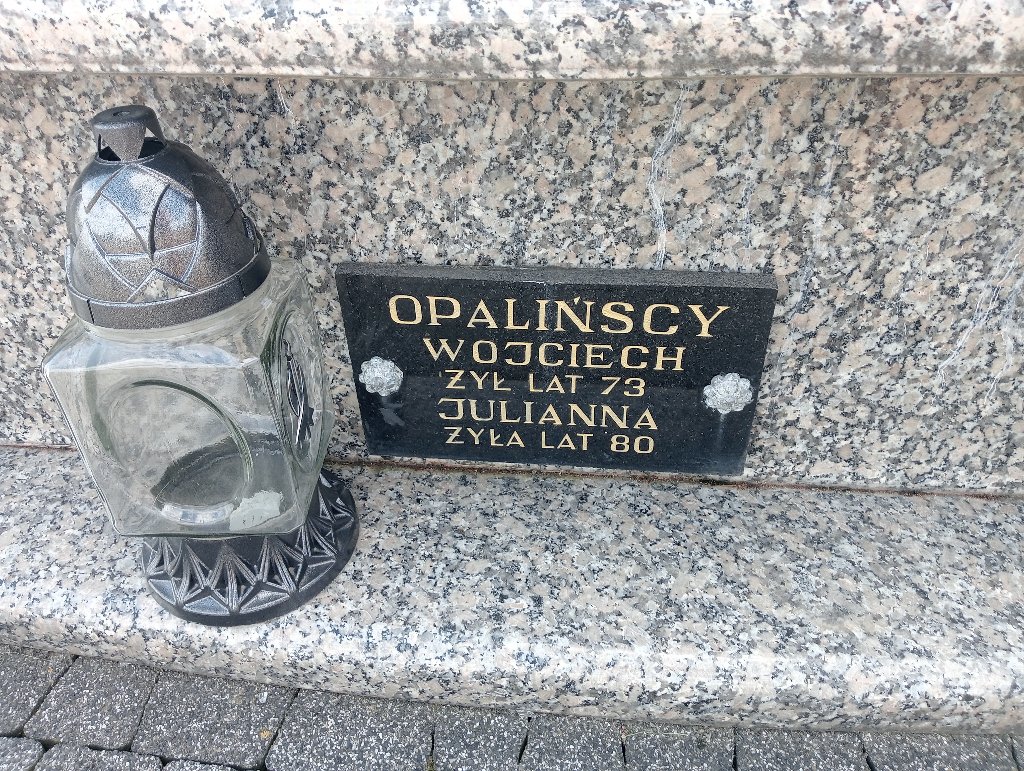 OPALIŃSCY
WOJCIECH
ŻYŁ LAT 73
JULIANNA
ŻYŁA LAT 80